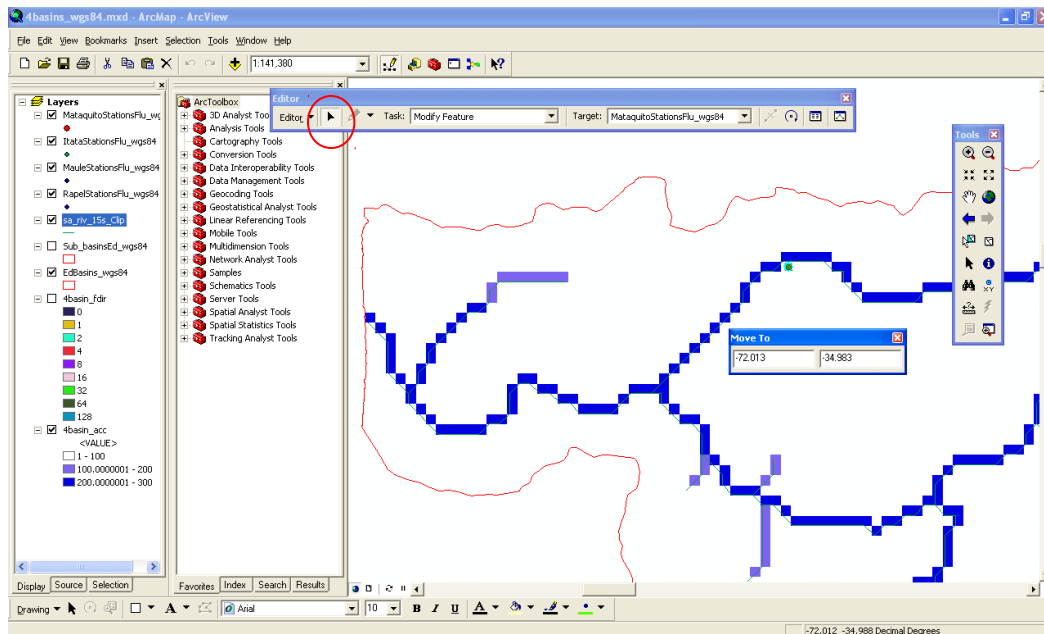 4basins_wgs84.mxd - ArcMap - ArcView
File Edit View Bookmarks Insert Selection Tools Window Help
1:141,380
Layers
MataquitoStationsFlu_wg
ItataStationsFlu_wgs84
MauleStationsFlu_wgs84
RapelStationsFlu_wgs84
sa_riv_15s_Clip
Sub_basinsEd_wgs84
EdBasins_wgs84
4basin_fdir
0
1
2
4
8
16
32
64
128
4basin_acc
<VALUE>
1 - 100
100.0000001 - 200
200.0000001 - 300
Display Source Selection
ArcToolbox
3D Analyst Too
Analysis Tools
Cartography Tools
Conversion Tools
Data Interoperability Tools
Data Management Tools
Geocoding Tools
Geostatistical Analyst Tools
Linear Referencing Tools
Mobile Tools
Multidimension Tools
Network Analyst Tools
Samples
Schematics Tools
Server Tools
Spatial Analyst Tools
Spatial Statistics Tools
Tracking Analyst Tools
Favorites Index Search Results
Editor
Editor Task: Modify Feature Target: MataquitoStationsFlu_wgs84
Tools
XY
Move To
-72.013 -34.983
Drawing A Arial 10 B I U A
-72.012 -34.988 Decimal Degrees